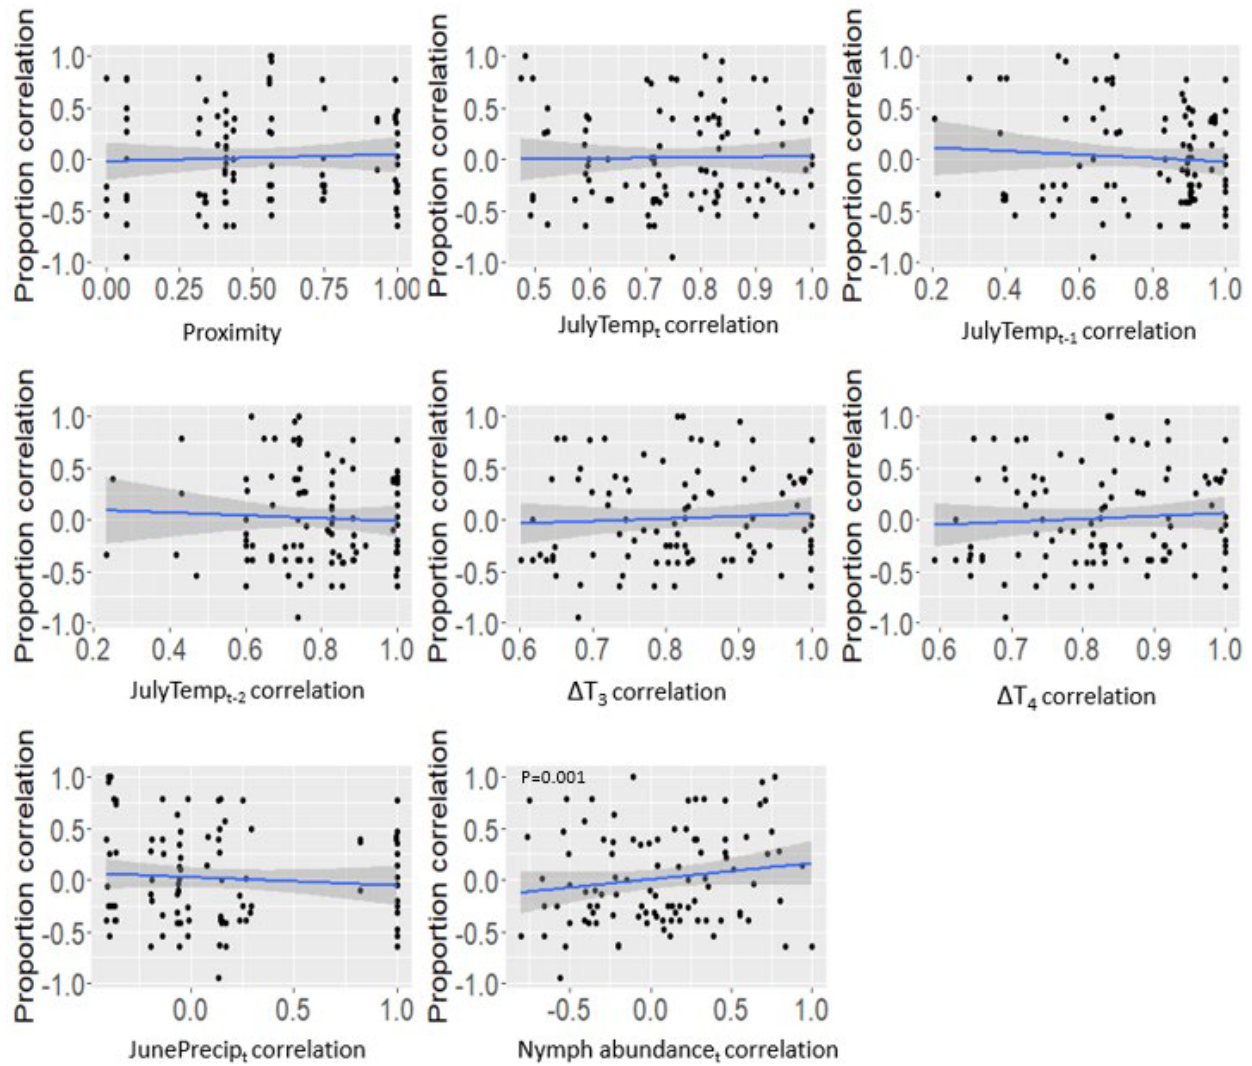 Proportion correlation
1.0
0.5
0.0
-0.5
-1.0
0.00 0.25 0.50 0.75 1.00
Proximity
Proportion correlation
1.0
0.5
0.0
-0.5
-1.0
0.5 0.6 0.7 0.8 0.9 1.0
JulyTempt correlation
Proportion correlation
1.0
0.5
0.0
-0.5
-1.0
0.2 0.4 0.6 0.8 1.0
JulyTempt-1 correlation
Proportion correlation
1.0
0.5
0.0
-0.5
-1.0
0.2 0.4 0.6 0.8 1.0
JulyTempt-2 correlation
Proportion correlation
1.0
0.5
0.0
-0.5
-1.0
0.6 0.7 0.8 0.9 1.0
ΔT3 correlation
Proportion correlation
1.0
0.5
0.0
-0.5
-1.0
0.6 0.7 0.8 0.9 1.0
ΔT4 correlation
Proportion correlation
1.0
0.5
0.0
-0.5
-1.0
0.0 0.5 1.0
JunePrecipt correlation
Proportion correlation
1.0
0.5
0.0
-0.5
-1.0
P=0.001
-0.5 0.0 0.5 1.0
Nymph abundancet correlation